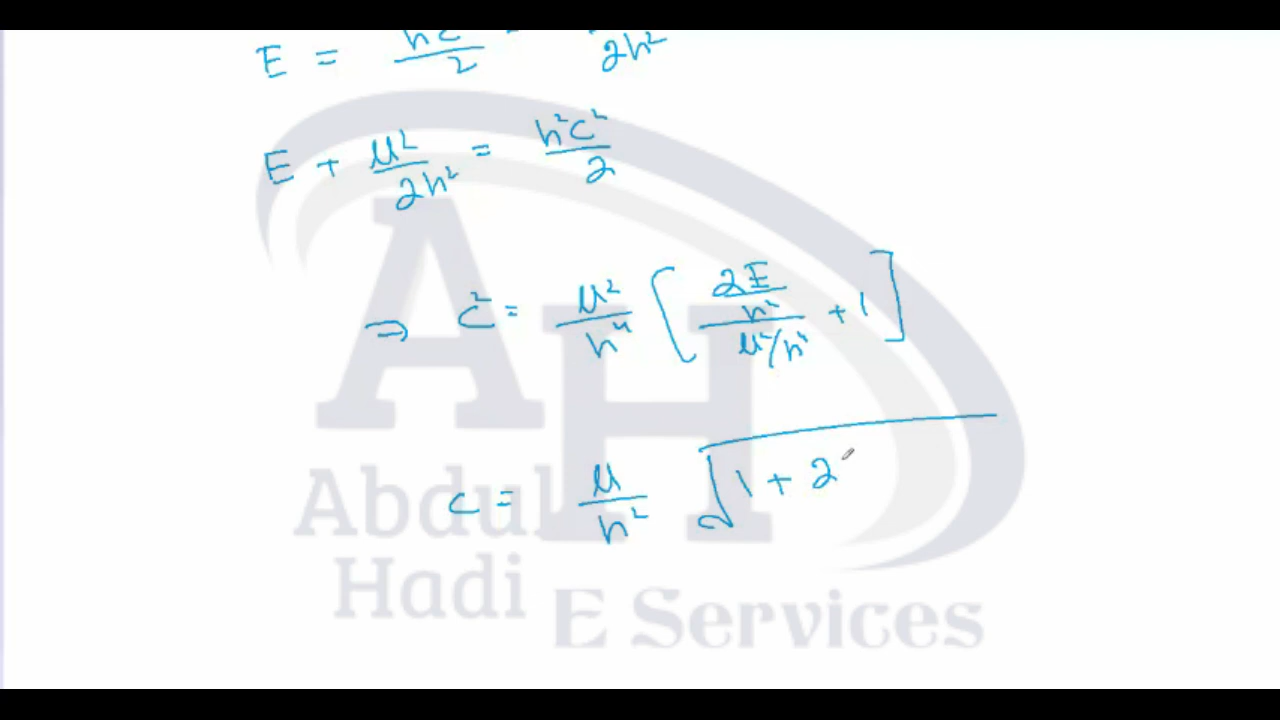 E = h²c²/2 - /2h²
E + μ²/2h² = h²c²/2
⇒ c² = μ²/h⁴ [ 2E/h² / μ²/h⁴ + 1 ]
c = μ/h² √1 + 2
AH
Abdul
Hadi
E Services